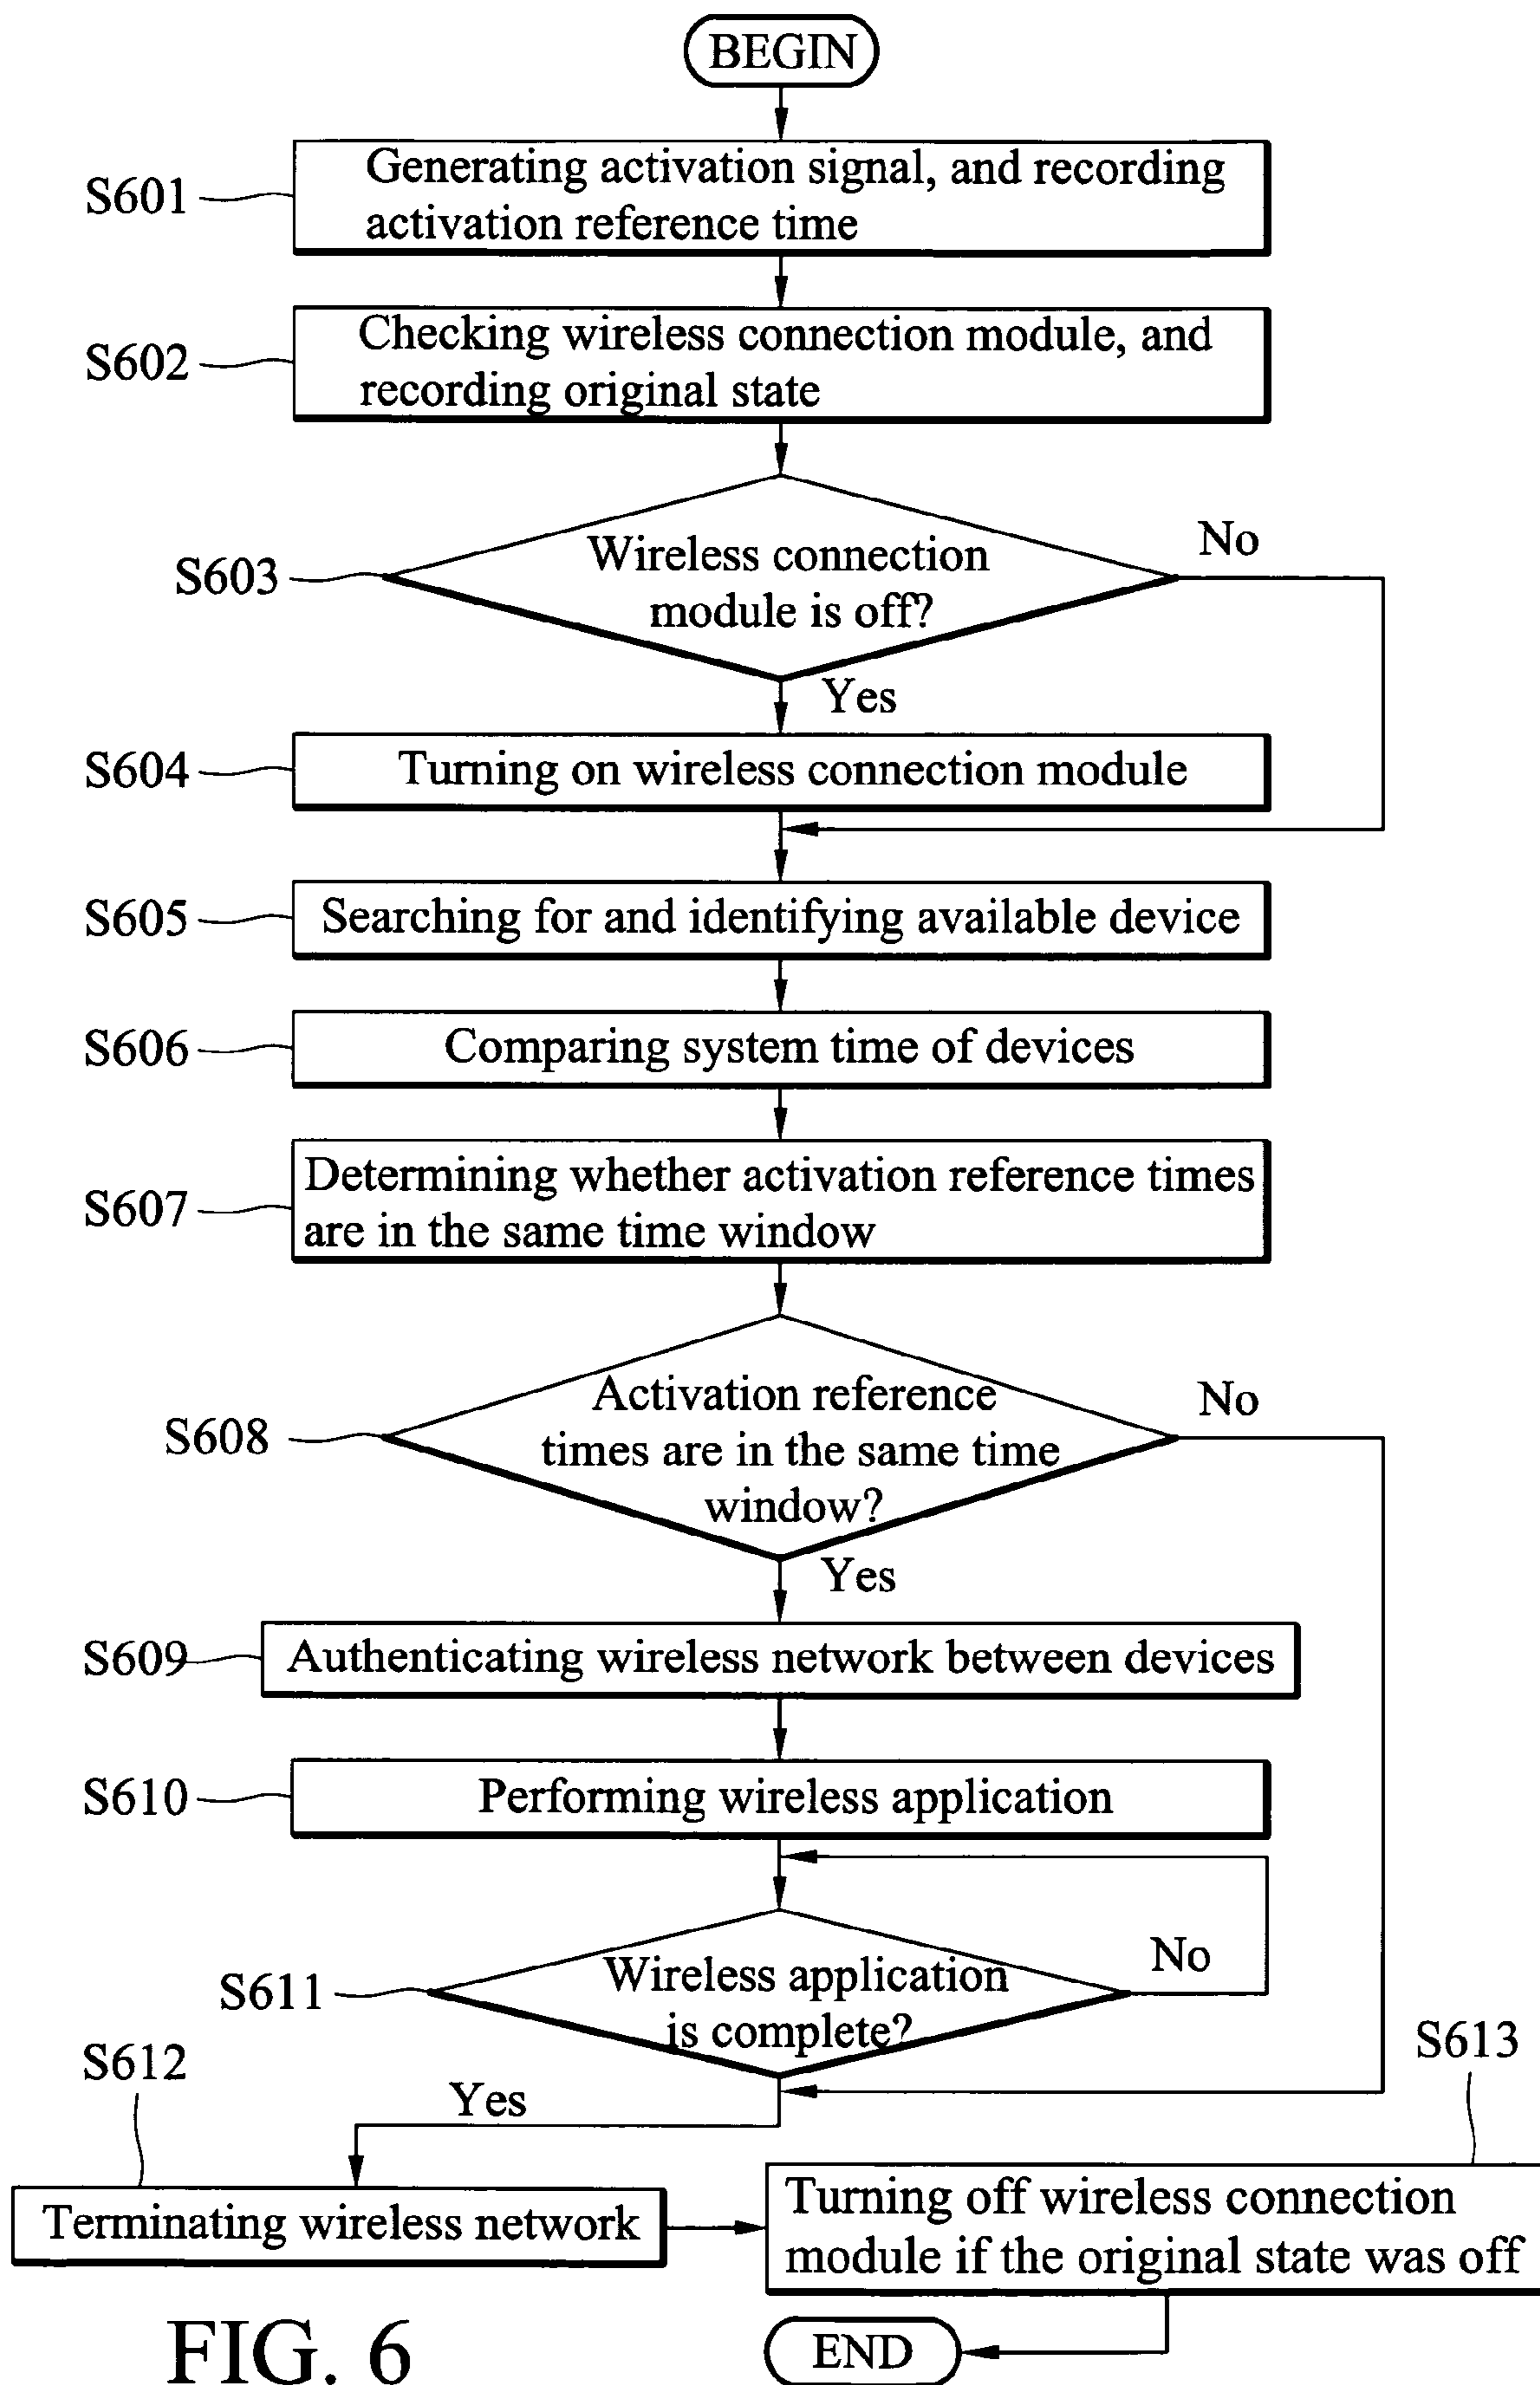 BEGIN
S601
Generating activation signal, and recording
activation reference time
S602
Checking wireless connection module, and
recording original state
S603
Wireless connection
module is off?
No
Yes
S604
Turning on wireless connection module
S605
Searching for and identifying available device
S606
Comparing system time of devices
S607
Determining whether activation reference times
are in the same time window
S608
Activation reference
times are in the same time
window?
No
Yes
S609
Authenticating wireless network between devices
S610
Performing wireless application
S611
Wireless application
is complete?
No
Yes
S612
Terminating wireless network
S613
Turning off wireless connection
module if the original state was off
END
FIG. 6